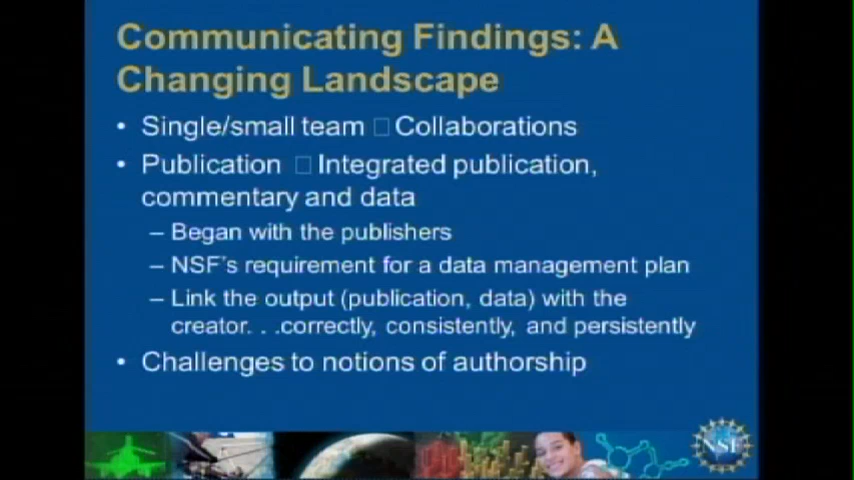 Communicating Findings: A
Changing Landscape
• Single/small team □ Collaborations
• Publication □ Integrated publication,
commentary and data
– Began with the publishers
– NSF's requirement for a data management plan
– Link the output (publication, data) with the
creator. . .correctly, consistently, and persistently
• Challenges to notions of authorship
NSF